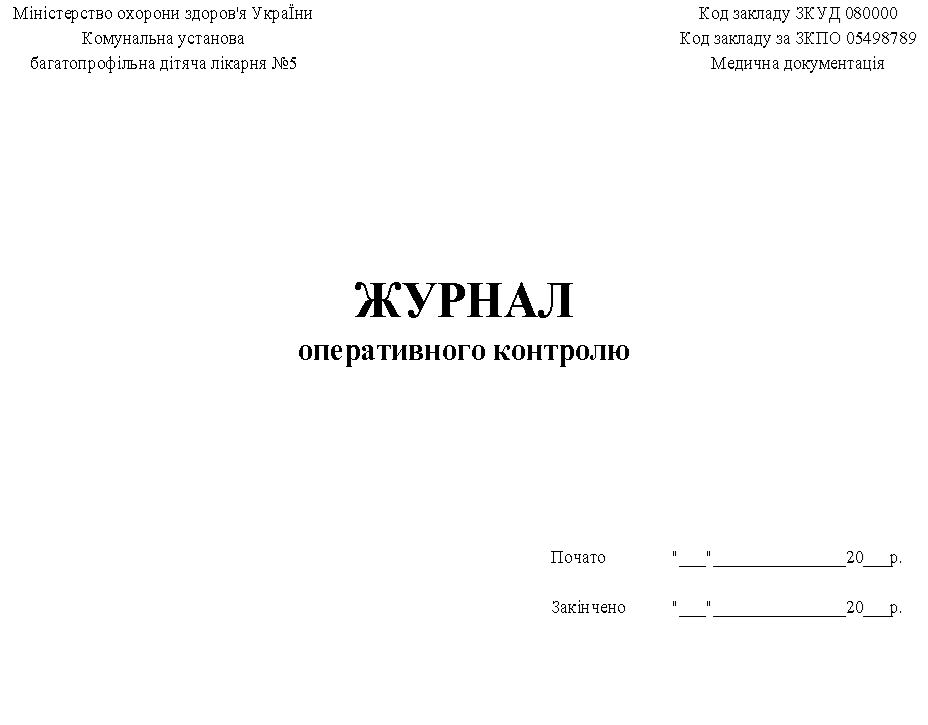 Міністерство охорони здоров'я УкраЇни
Комунальна установа
багатопрофільна дітяча лікарня №5
Код закладу ЗКУД 080000
Код закладу за ЗКПО 05498789
Медична документація
ЖУРНАЛ
оперативного контролю
Почато "___"_______________20___р.
Закінчено "___"_______________20___р.